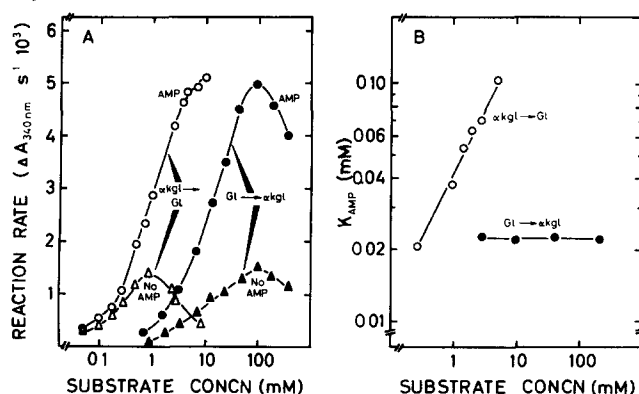 A
REACTION RATE (ΔA340nm s⁻¹ 10³)
5
4
3
2
1
AMP
αkgl→
Gl
No
AMP
AMP
Gl→αkgl
No
AMP
0.1 1 10 100
SUBSTRATE CONCN (mM)
B
KAMP (mM)
0.10
0.06
0.04
0.02
0.01
αkgl→Gl
Gl→αkgl
1 10 100
SUBSTRATE CONCN (mM)